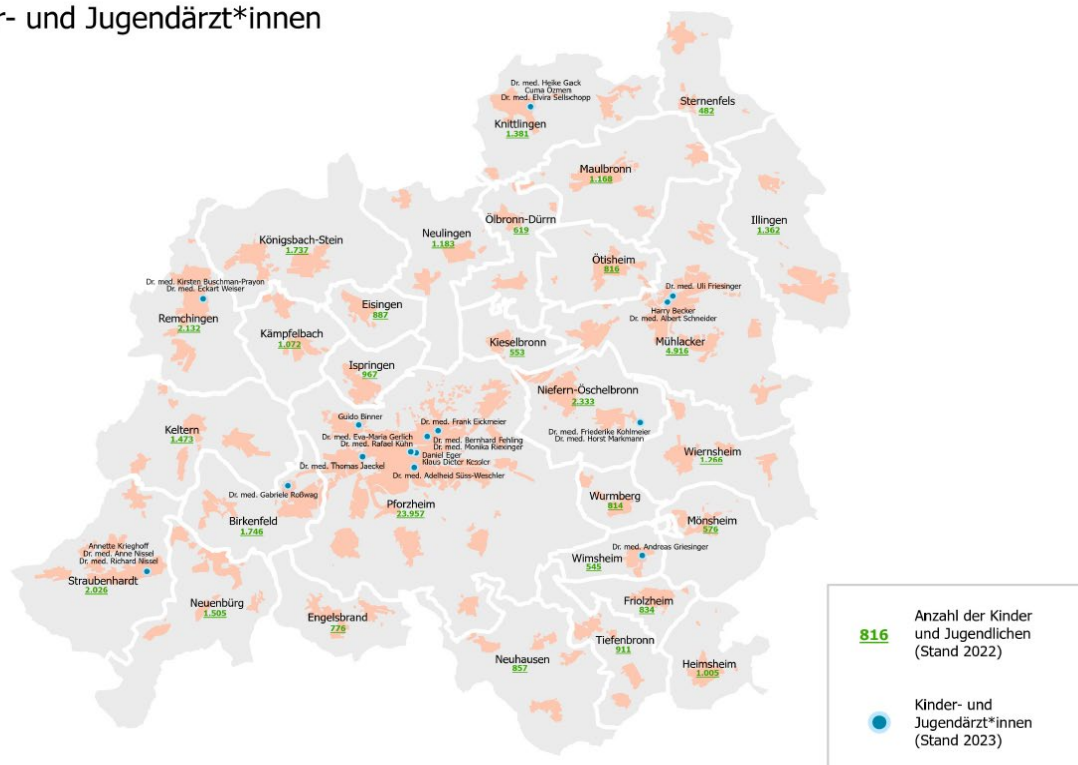 r- und Jugendärzt*innen
Dr. med. Heike Gack
Cuma Özmen
Dr. med. Elvira Sellschopp
Knittlingen
1.381
Sternenfels
482
Maulbronn
1.168
Illingen
1.362
Ölbronn-Dürrn
619
Neulingen
1.183
Königsbach-Stein
1.737
Ötisheim
816
Dr. med. Kirsten Buschman-Prayon
Dr. med. Eckart Weiser
Remchingen
2.132
Eisingen
887
Dr. med. Uli Friesinger
Harry Becker
Dr. med. Albert Schneider
Mühlacker
4.916
Kämpfelbach
1.072
Kieselbronn
553
Ispringen
967
Niefern-Öschelbronn
2.333
Dr. med. Friederike Kohlmeier
Dr. med. Horst Markmann
Keltern
1.473
Guido Binner
Dr. med. Frank Eickmeier
Dr. med. Eva-Maria Gerlich
Dr. med. Rafael Kühn
Dr. med. Bernhard Fehling
Dr. med. Monika Riexinger
Daniel Eger
Klaus Dieter Kessler
Dr. med. Thomas Jaeckel
Dr. med. Adelheid Süss-Weschler
Wiernsheim
1.266
Dr. med. Gabriele Roßwag
Birkenfeld
1.746
Pforzheim
23.957
Wurmberg
814
Mönsheim
576
Annette Krieghoff
Dr. med. Anne Nissel
Dr. med. Richard Nissel
Straubenhardt
2.026
Dr. med. Andreas Griesinger
Wimsheim
545
Neuenbürg
1.505
Engelsbrand
776
Friolzheim
834
Tiefenbronn
911
Neuhausen
857
Heimsheim
1.005
816
Anzahl der Kinder
und Jugendlichen
(Stand 2022)
Kinder- und
Jugendärzt*innen
(Stand 2023)